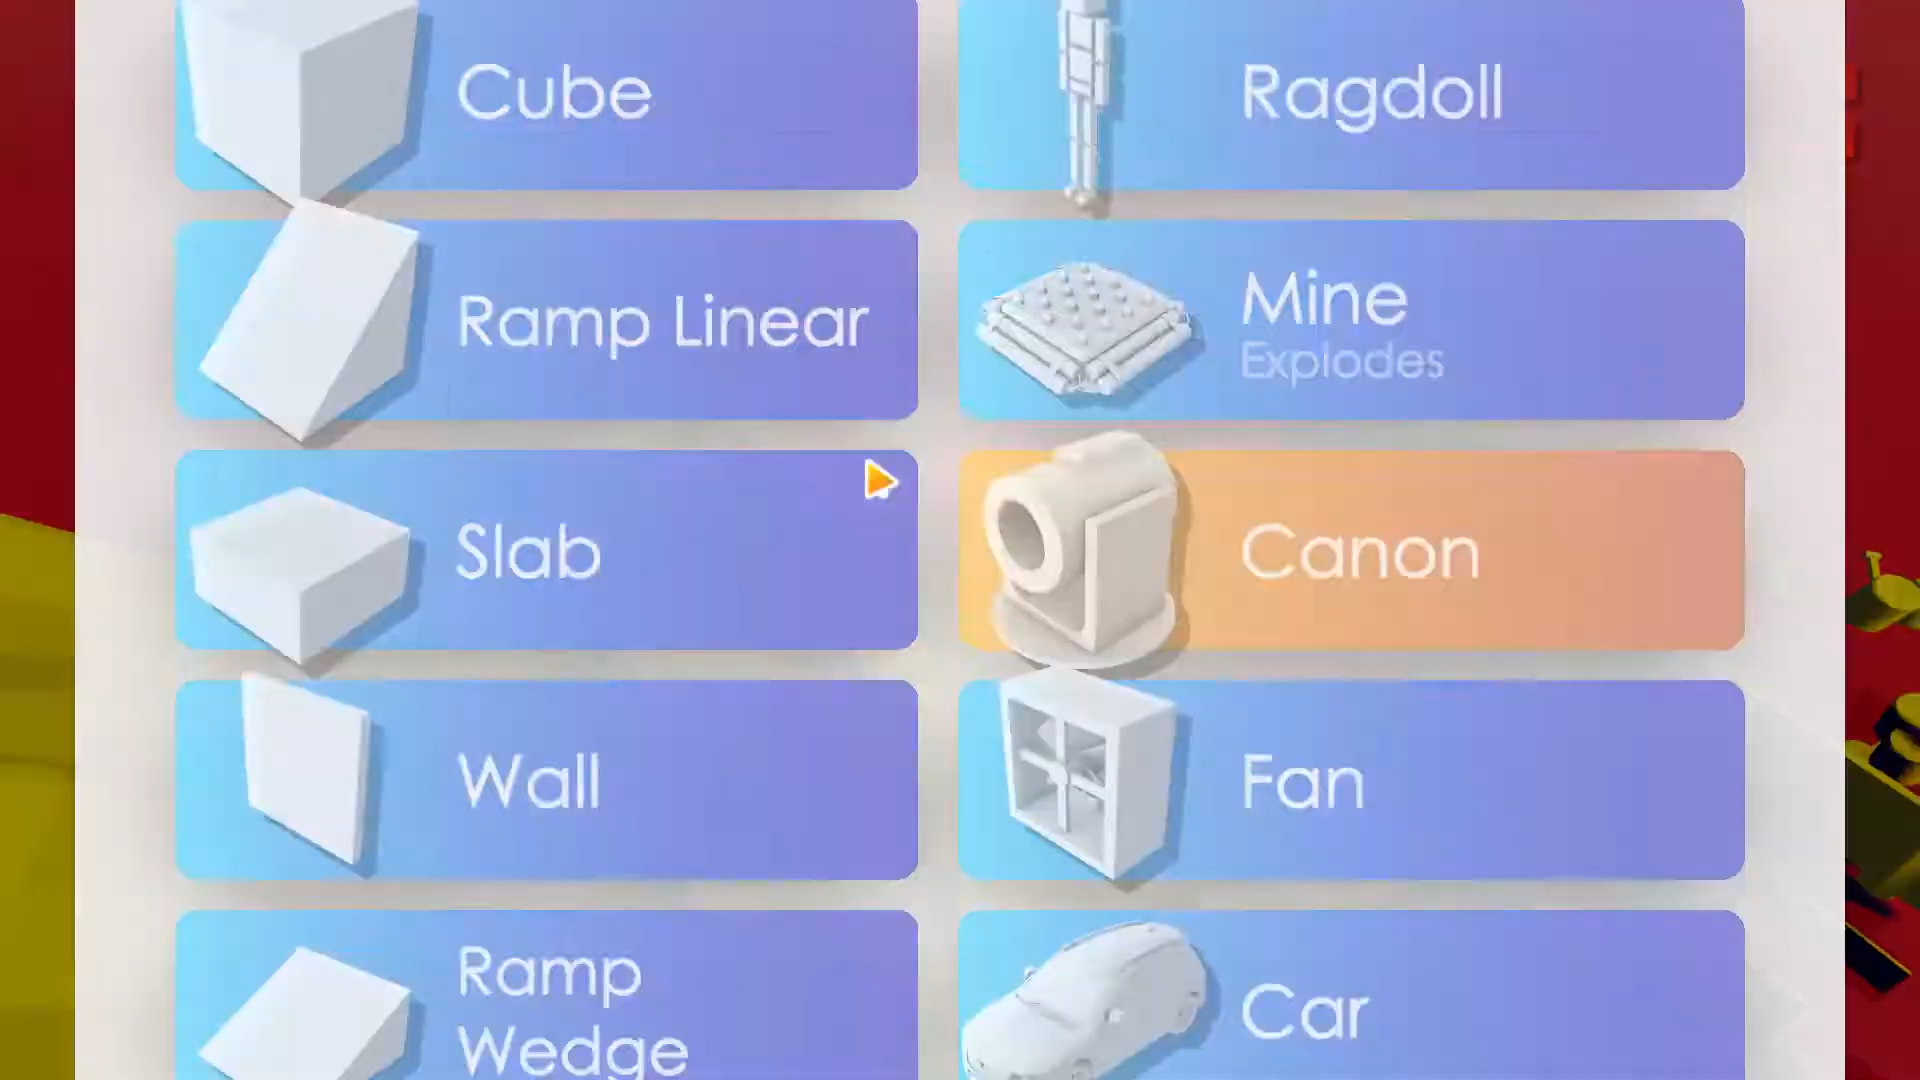 Cube
Ragdoll
Ramp Linear
Mine
Explodes
Slab
Canon
Wall
Fan
Ramp
Wedge
Car